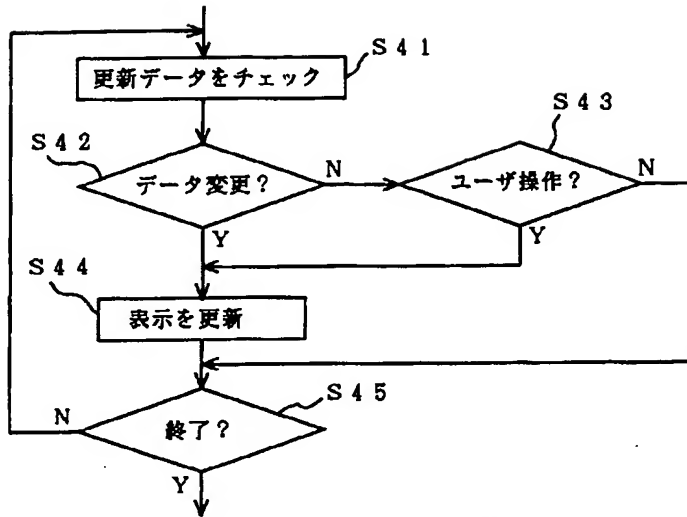 S41
更新データをチェック
S42
データ変更?
N
Y
S43
ユーザ操作?
N
Y
S44
表示を更新
S45
終了?
N
Y